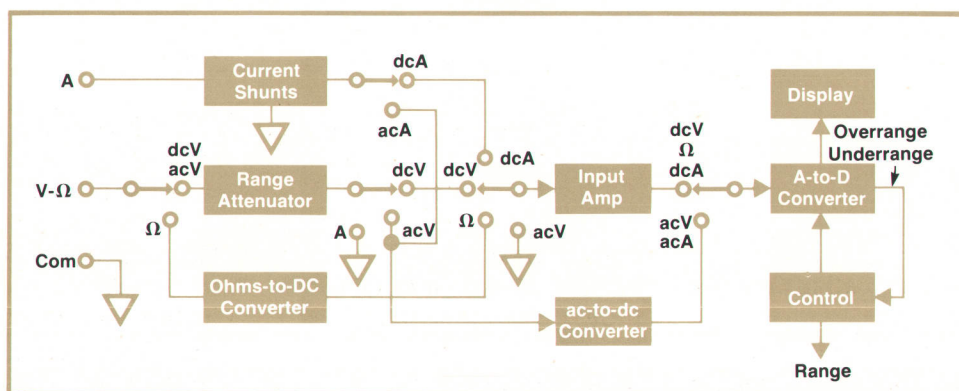 A
Current
Shunts
dcA
acA
V-Ω
dcV
acV
Ω
Range
Attenuator
dcV
A
acV
dcV
Ω
dcA
acV
Input
Amp
dcV
Ω
dcA
acV
acA
Display
Overrange
Underrange
A-to-D
Converter
Com
Ohms-to-DC
Converter
ac-to-dc
Converter
Control
Range